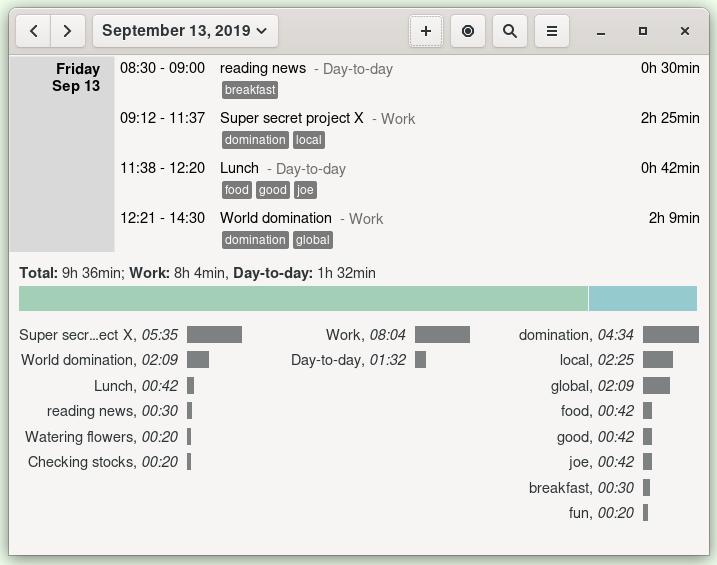 September 13, 2019
Friday 08:30 - 09:00 reading news - Day-to-day 0h 30min
Sep 13 breakfast
09:12 - 11:37 Super secret project X - Work 2h 25min
domination local
11:38 - 12:20 Lunch - Day-to-day 0h 42min
food good joe
12:21 - 14:30 World domination - Work 2h 9min
domination global
Total: 9h 36min; Work: 8h 4min, Day-to-day: 1h 32min
Super secr...ect X, 05:35 Work, 08:04 domination, 04:34
World domination, 02:09 Day-to-day, 01:32 local, 02:25
Lunch, 00:42 global, 02:09
reading news, 00:30 food, 00:42
Watering flowers, 00:20 good, 00:42
Checking stocks, 00:20 joe, 00:42
breakfast, 00:30
fun, 00:20